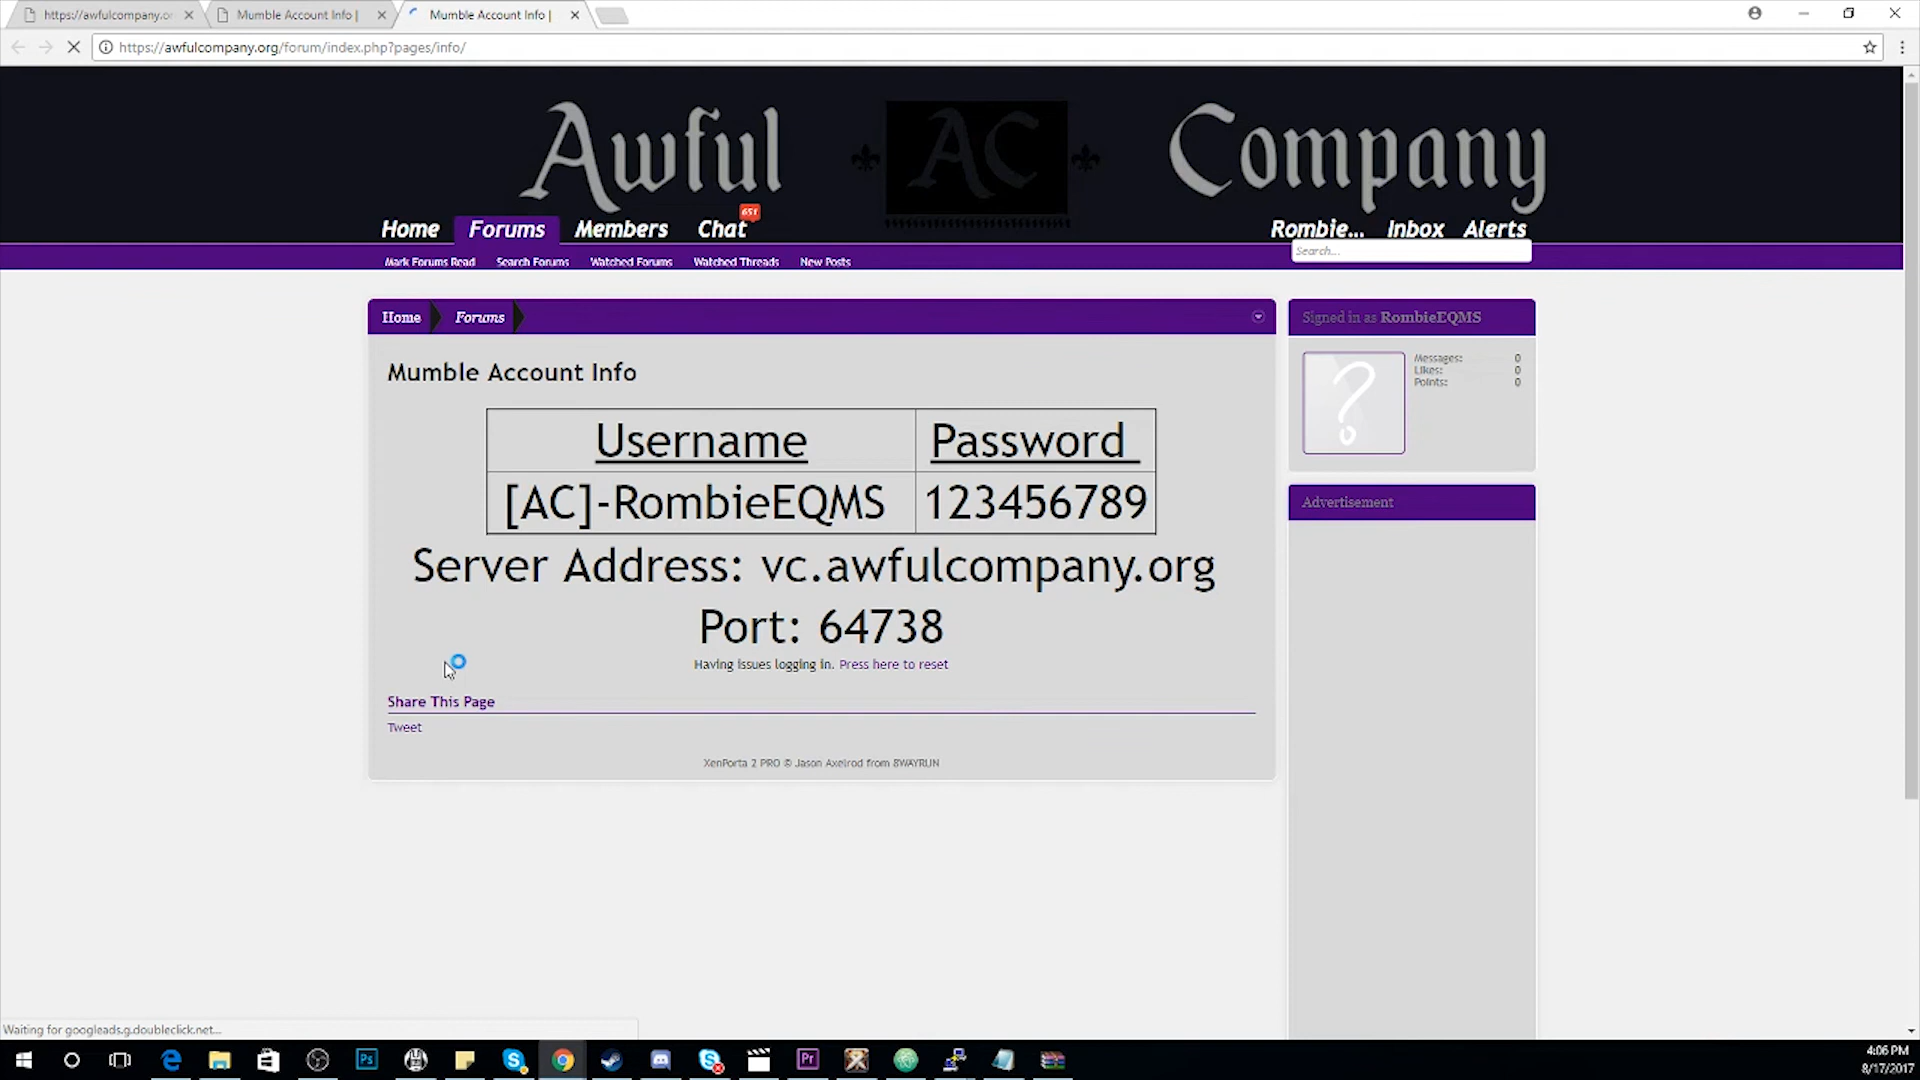 https://awfulcompany.or
Mumble Account Info |
Mumble Account Info |
https://awfulcompany.org/forum/index.php?pages/info/
Awful AC Company
651
Home Forums Members Chat Rombie... Inbox Alerts
Search...
Mark Forums Read Search Forums Watched Forums Watched Threads New Posts
Home Forums
Signed in as RombieEQMS
Messages: 0
Likes: 0
Points: 0
Mumble Account Info
Username Password
[AC]-RombieEQMS 123456789
Server Address: vc.awfulcompany.org
Port: 64738
Having issues logging in. Press here to reset
Advertisement
Share This Page
Tweet
XenPorta 2 PRO © Jason Axelrod from 8WAYRUN
Waiting for googleads.g.doubleclick.net...
Ps
Pr
4:06 PM
8/17/2017